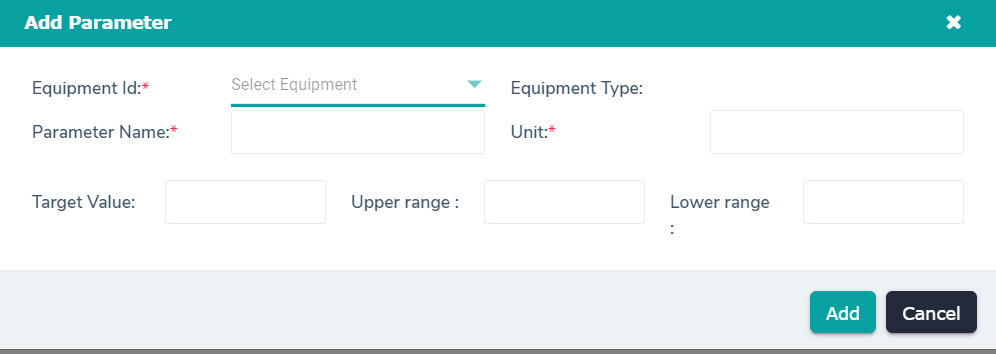 Add Parameter ✖
Equipment Id:* Select Equipment Equipment Type:
Parameter Name:* Unit:*
Target Value: Upper range : Lower range
:
Add Cancel